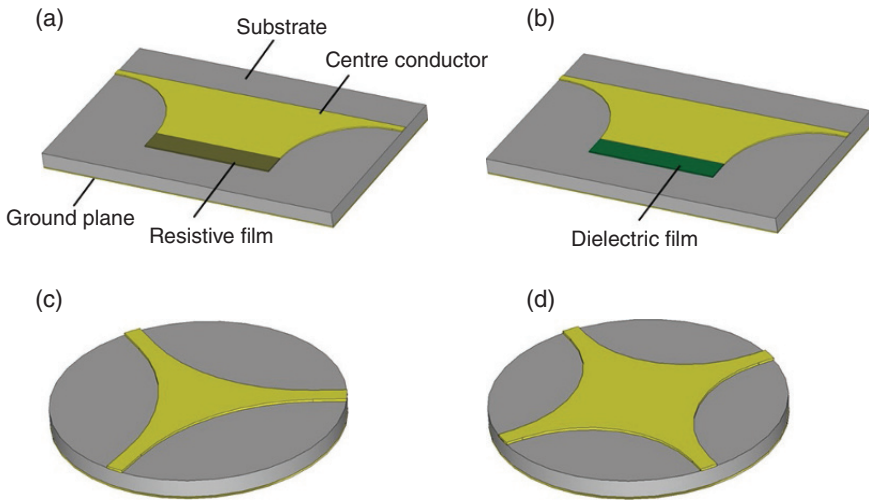 (a)
Substrate
Centre conductor
Ground plane
Resistive film
(b)
Dielectric film
(c)
(d)